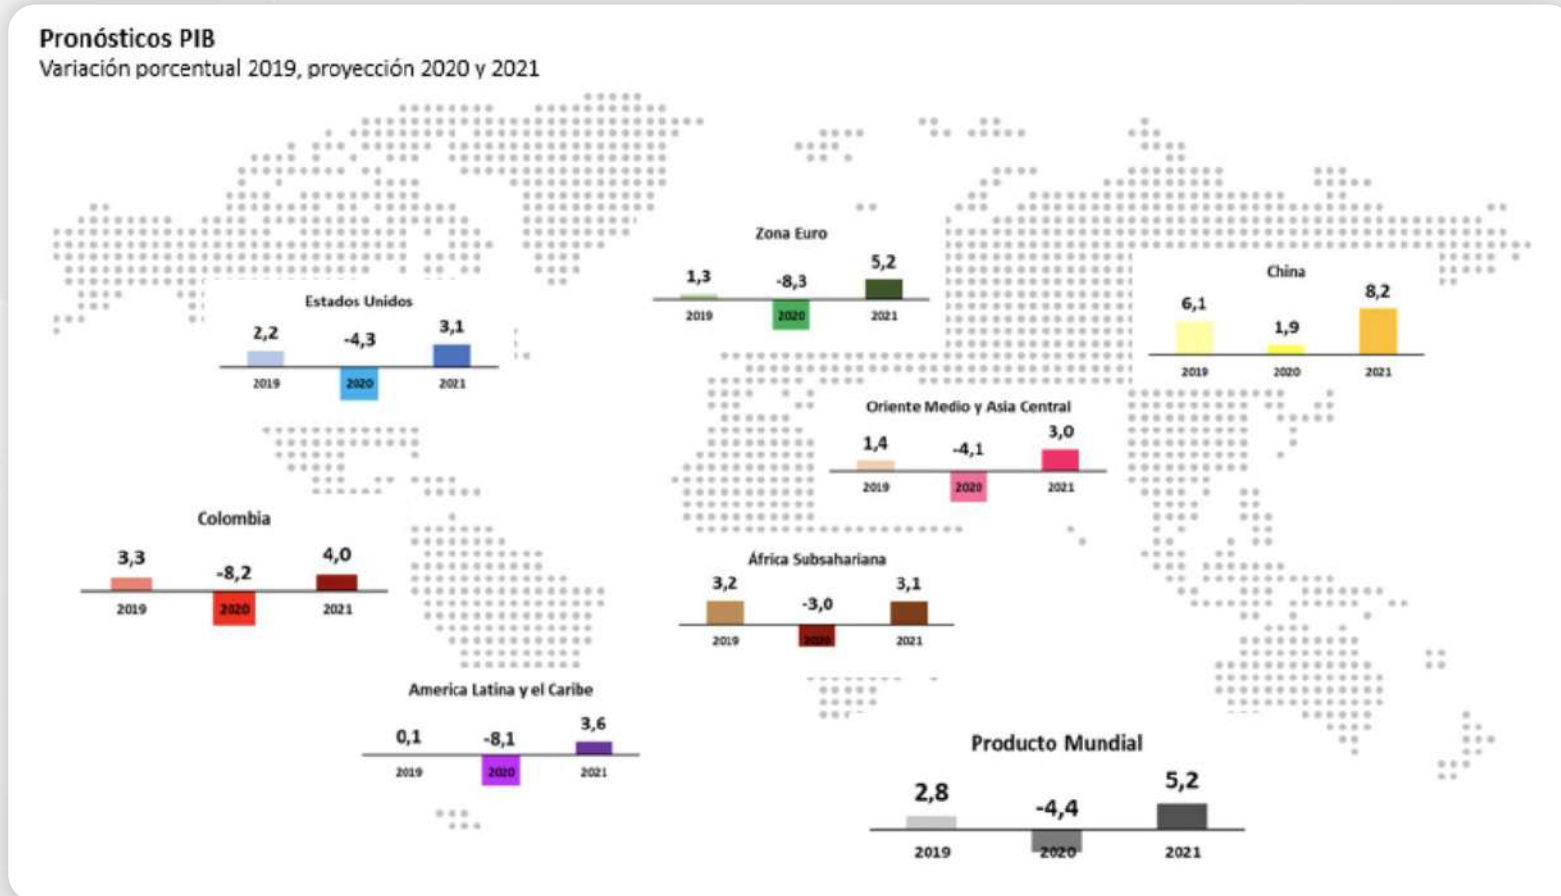 Pronósticos PIB
Variación porcentual 2019, proyección 2020 y 2021
Zona Euro
1,3 -8,3 5,2
2019 2020 2021
China
6,1 1,9 8,2
2019 2020 2021
Estados Unidos
2,2 -4,3 3,1
2019 2020 2021
Oriente Medio y Asia Central
1,4 -4,1 3,0
2019 2020 2021
Colombia
3,3 -8,2 4,0
2019 2020 2021
África Subsahariana
3,2 -3,0 3,1
2019 2020 2021
America Latina y el Caribe
0,1 -8,1 3,6
2019 2020 2021
Producto Mundial
2,8 -4,4 5,2
2019 2020 2021